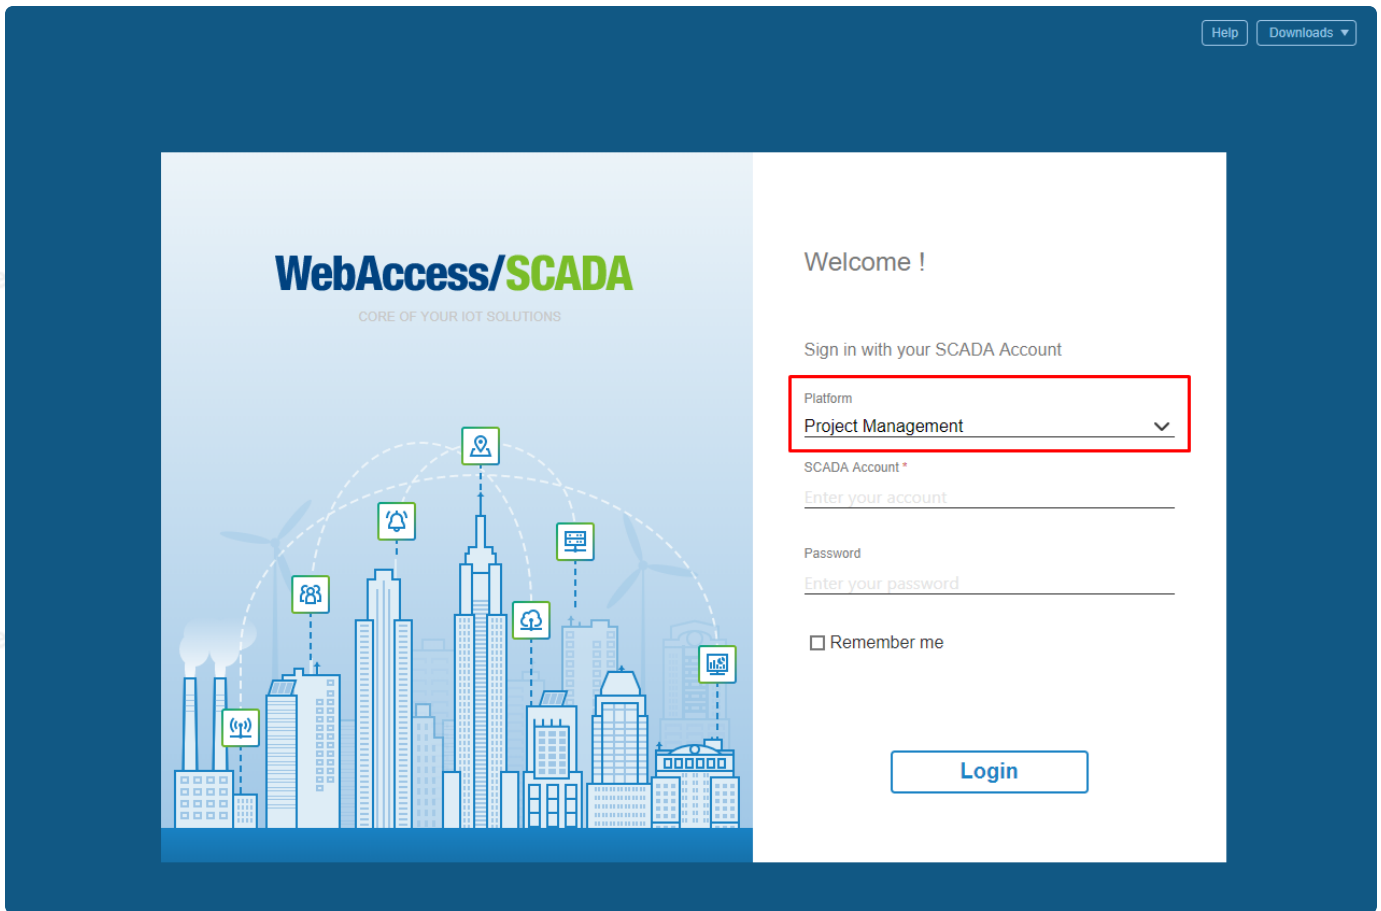 Help
Downloads
WebAccess/SCADA
CORE OF YOUR IOT SOLUTIONS
Welcome !
Sign in with your SCADA Account
Platform
Project Management
SCADA Account *
Enter your account
Password
Enter your password
Remember me
Login